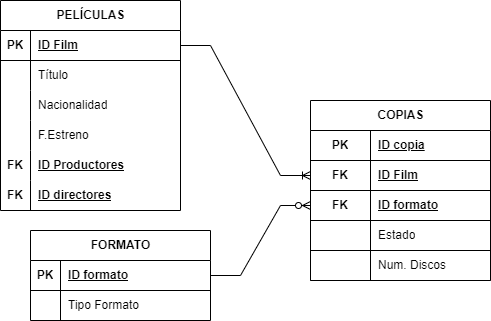 PELÍCULAS
PK ID Film
Título
Nacionalidad
F.Estreno
FK ID Productores
FK ID directores
COPIAS
PK ID copia
FK ID Film
FK ID formato
Estado
Num. Discos
FORMATO
PK ID formato
Tipo Formato